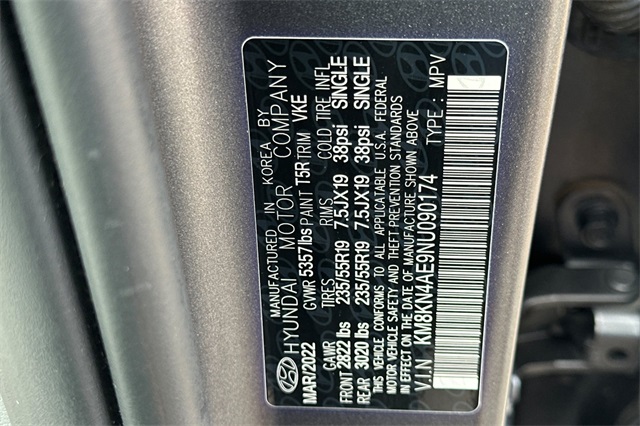 MANUFACTURED IN KOREA BY
HYUNDAI MOTOR COMPANY
MAR/2022 GVWR 5357lbs PAINT T5R TRIM VKE
GAWR TIRES RIMS COLD TIRE INFL
FRONT 2822 lbs 235/55R19 7.5JX19 38psi SINGLE
REAR 3020 lbs 235/55R19 7.5JX19 38psi SINGLE
THIS VEHICLE CONFORMS TO ALL APPLICABLE U.S.A. FEDERAL
MOTOR VEHICLE SAFETY AND THEFT PREVENTION STANDARDS
IN EFFECT ON THE DATE OF MANUFACTURE SHOWN ABOVE
V.I.N : KM8KN4AE9NU090174 TYPE : MPV